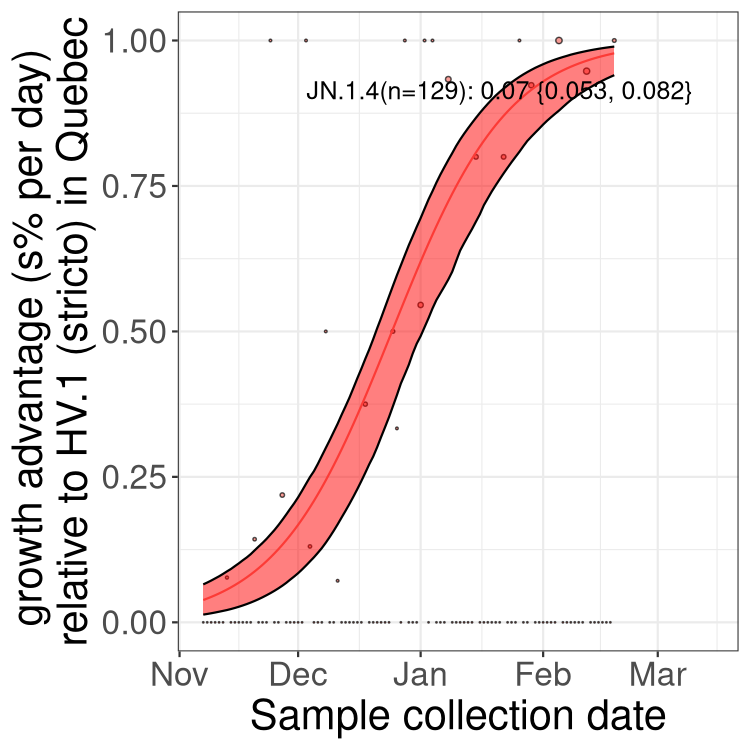 growth advantage (s% per day)
relative to HV.1 (stricto) in Quebec
1.00
0.75
0.50
0.25
0.00
JN.1.4(n=129): 0.07 {0.053, 0.082}
Nov Dec Jan Feb Mar
Sample collection date